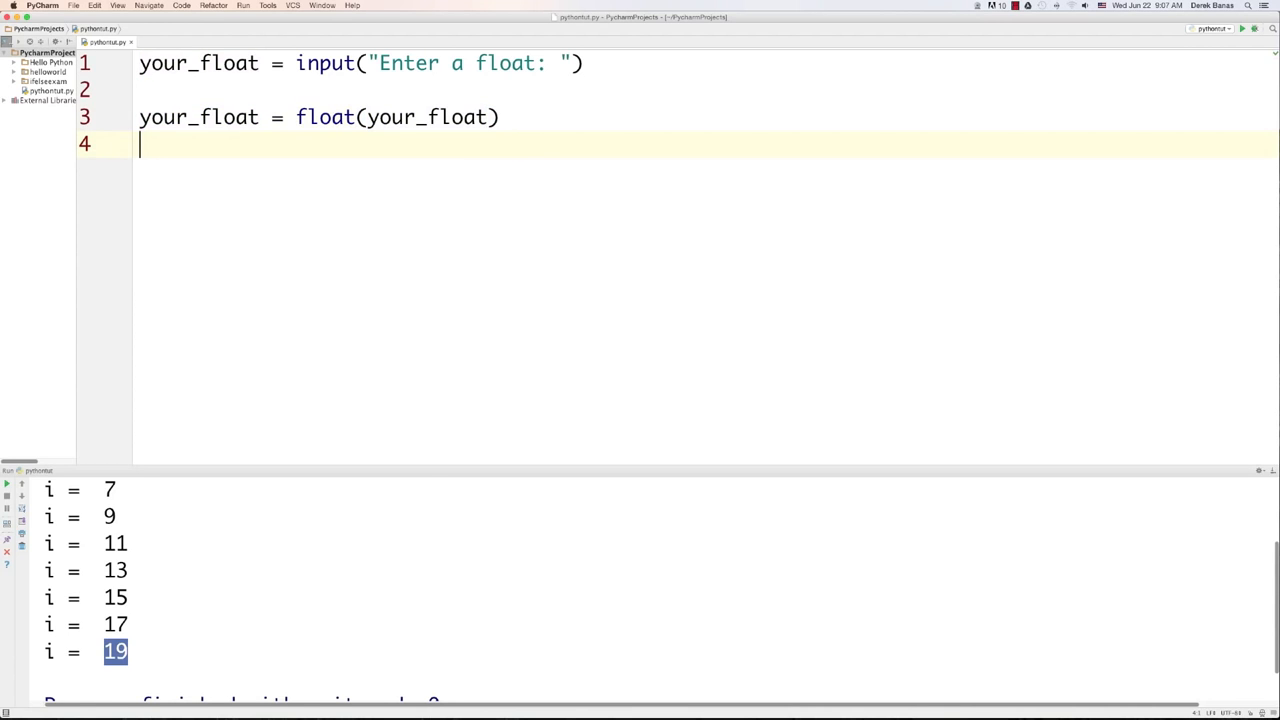 PyCharm File Edit View Navigate Code Refactor Run Tools VCS Window Help 10 Wed Jun 22 9:07 AM Derek Banas
pythontut.py - PycharmProjects - [~/PycharmProjects]
PycharmProjects pythontut.py pythontut
pythontut.py
PycharmProject
Hello Python
helloworld
ifelseexam
pythontut.py
External Librarie
1 your_float = input("Enter a float: ")
2
3 your_float = float(your_float)
4
Run pythontut
i = 7
i = 9
i = 11
i = 13
i = 15
i = 17
i = 19
4:1 LF UTF-8